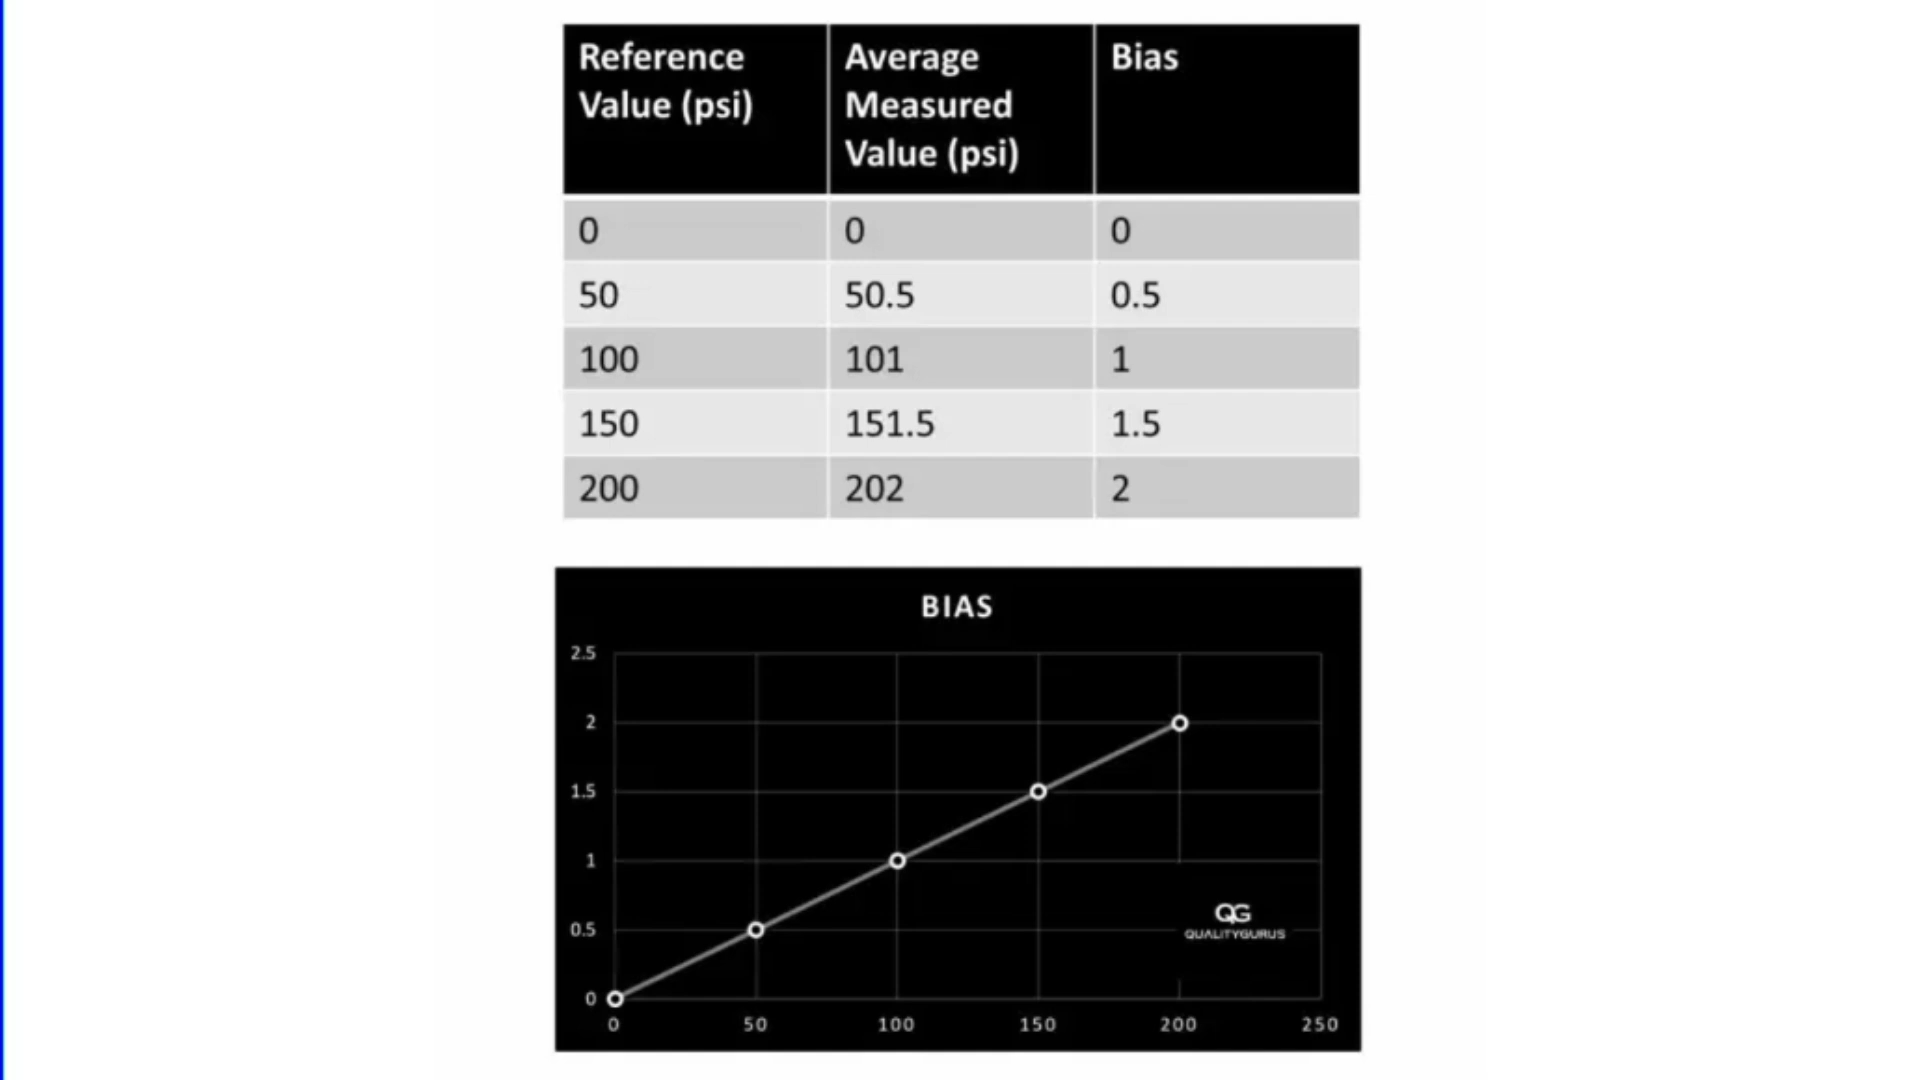 Reference Value (psi) Average Measured Value (psi) Bias
0 0 0
50 50.5 0.5
100 101 1
150 151.5 1.5
200 202 2
BIAS
2.5
2
1.5
1
0.5
0
0 50 100 150 200 250
QG
QUALITYGURUS